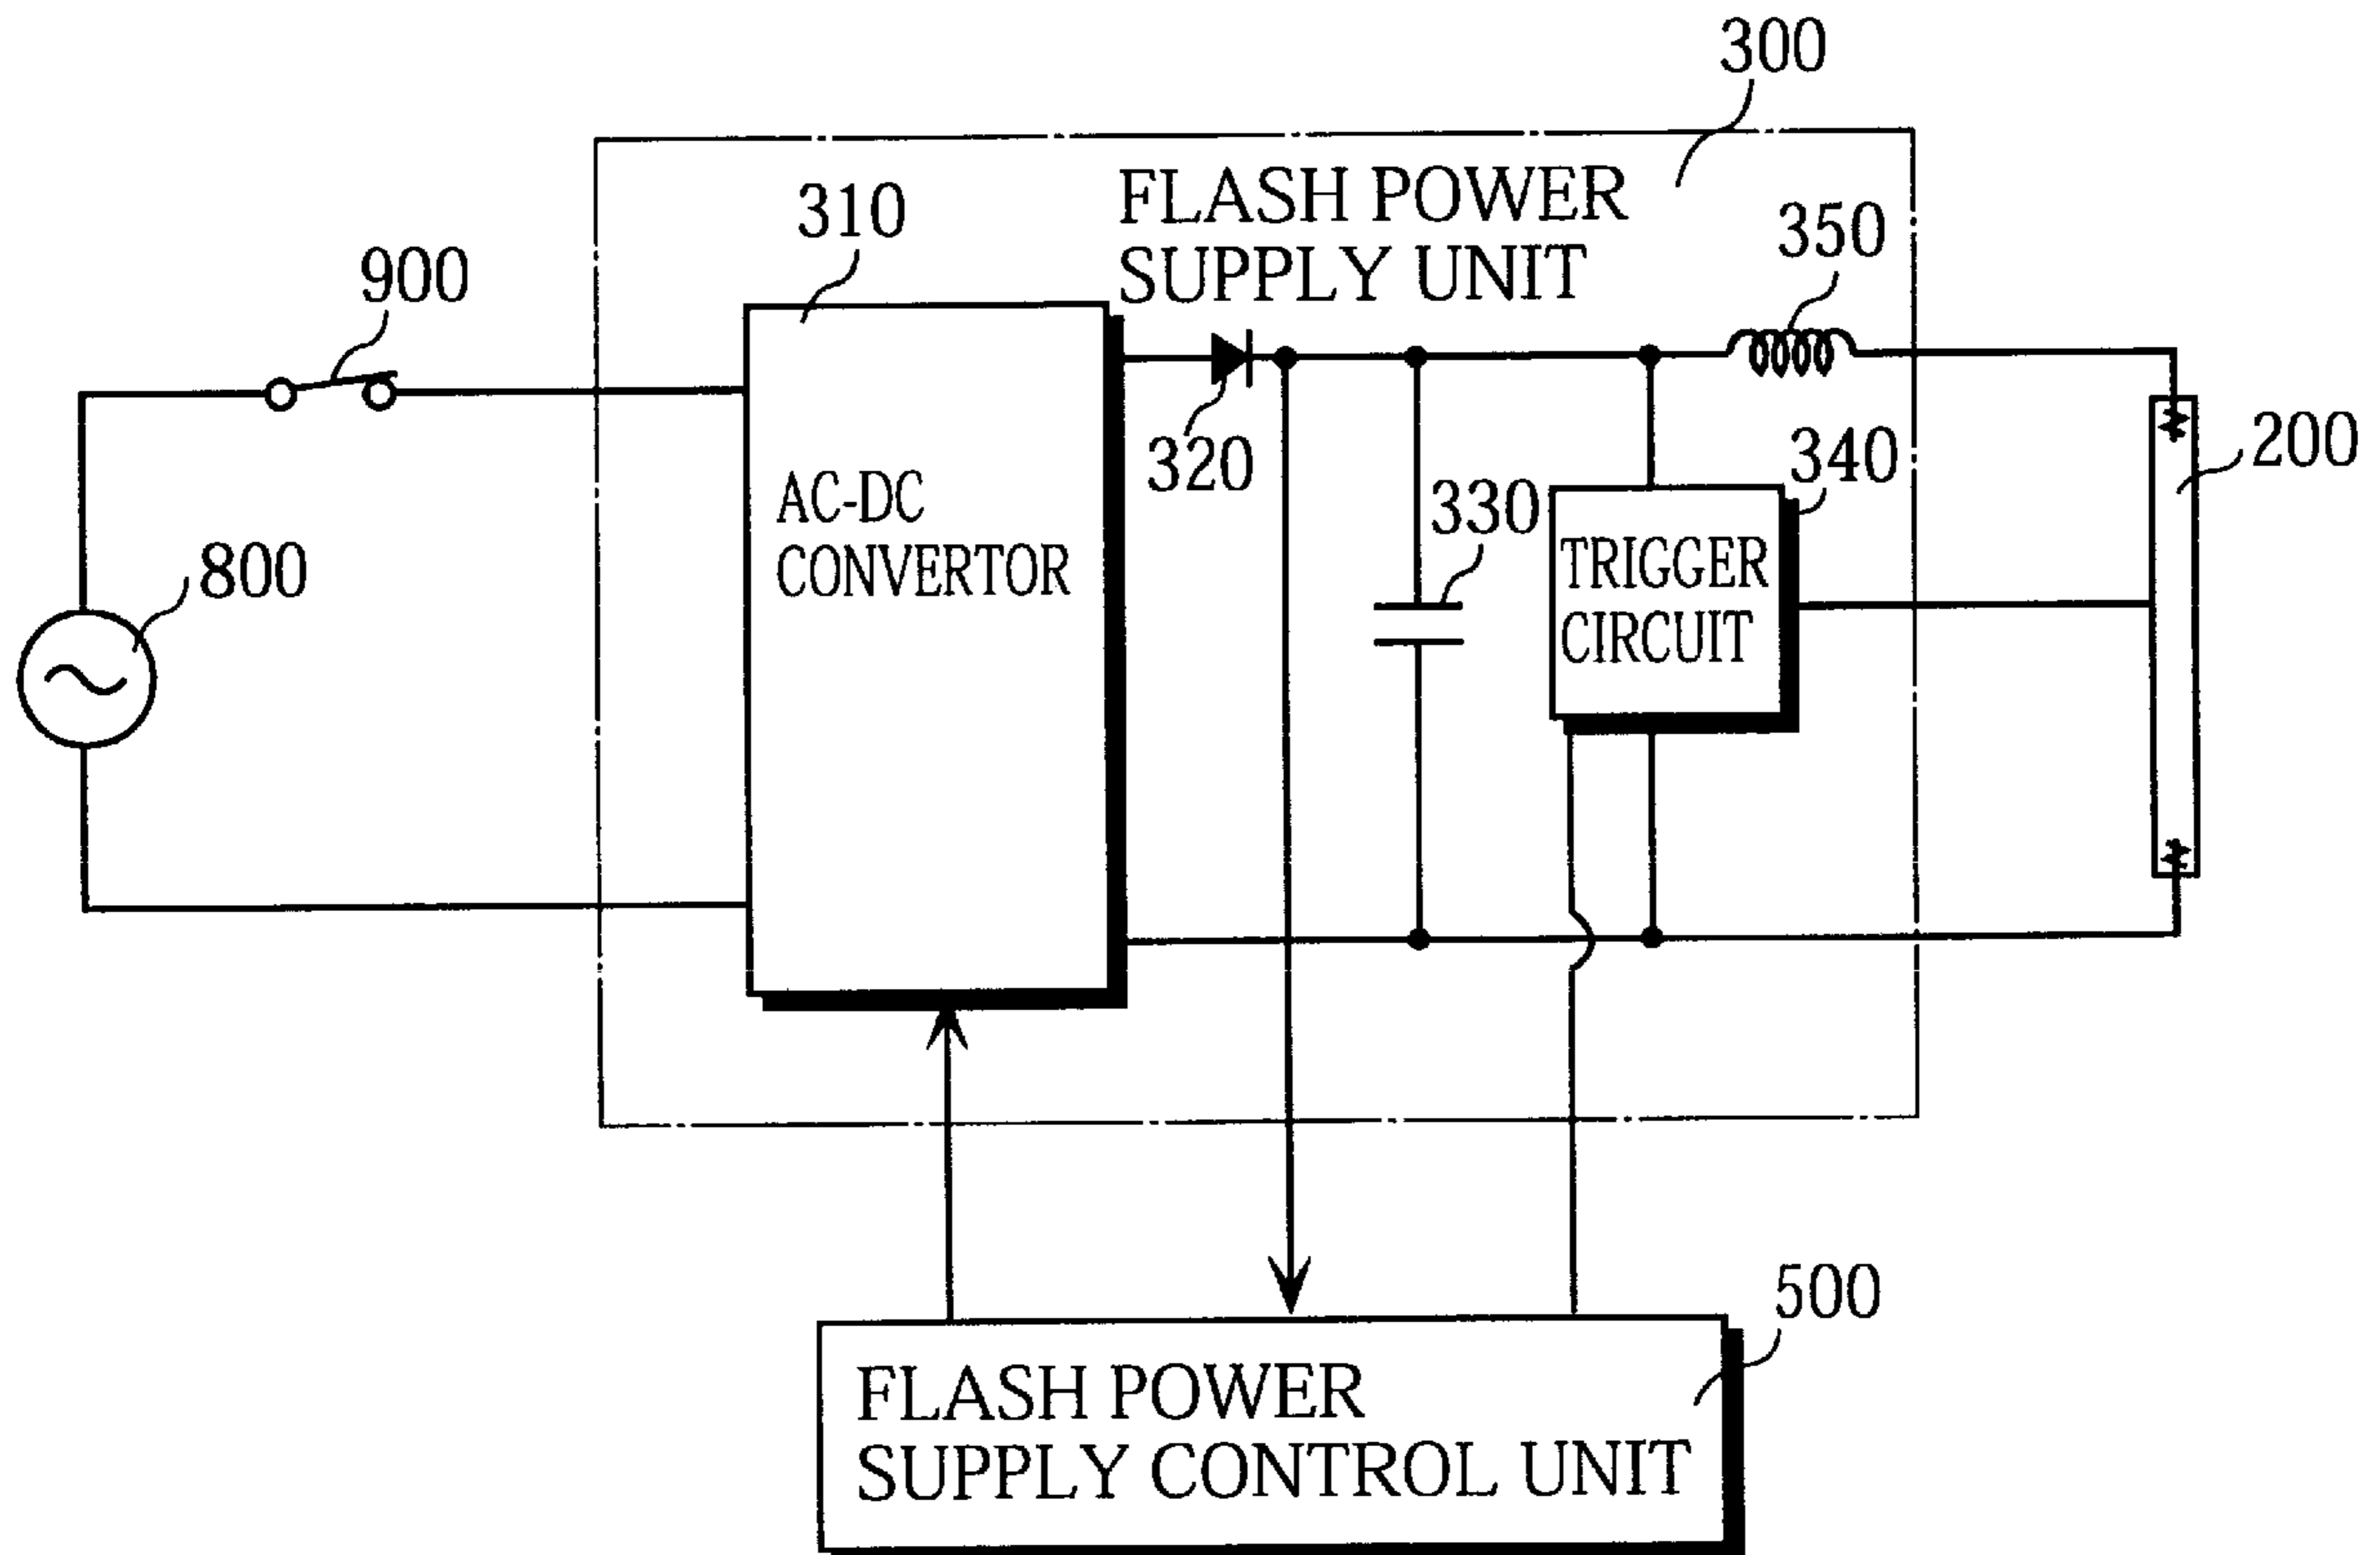 300
FLASH POWER
SUPPLY UNIT
310
350
900
320
340
200
330
AC-DC
CONVERTOR
TRIGGER
CIRCUIT
800
500
FLASH POWER
SUPPLY CONTROL UNIT